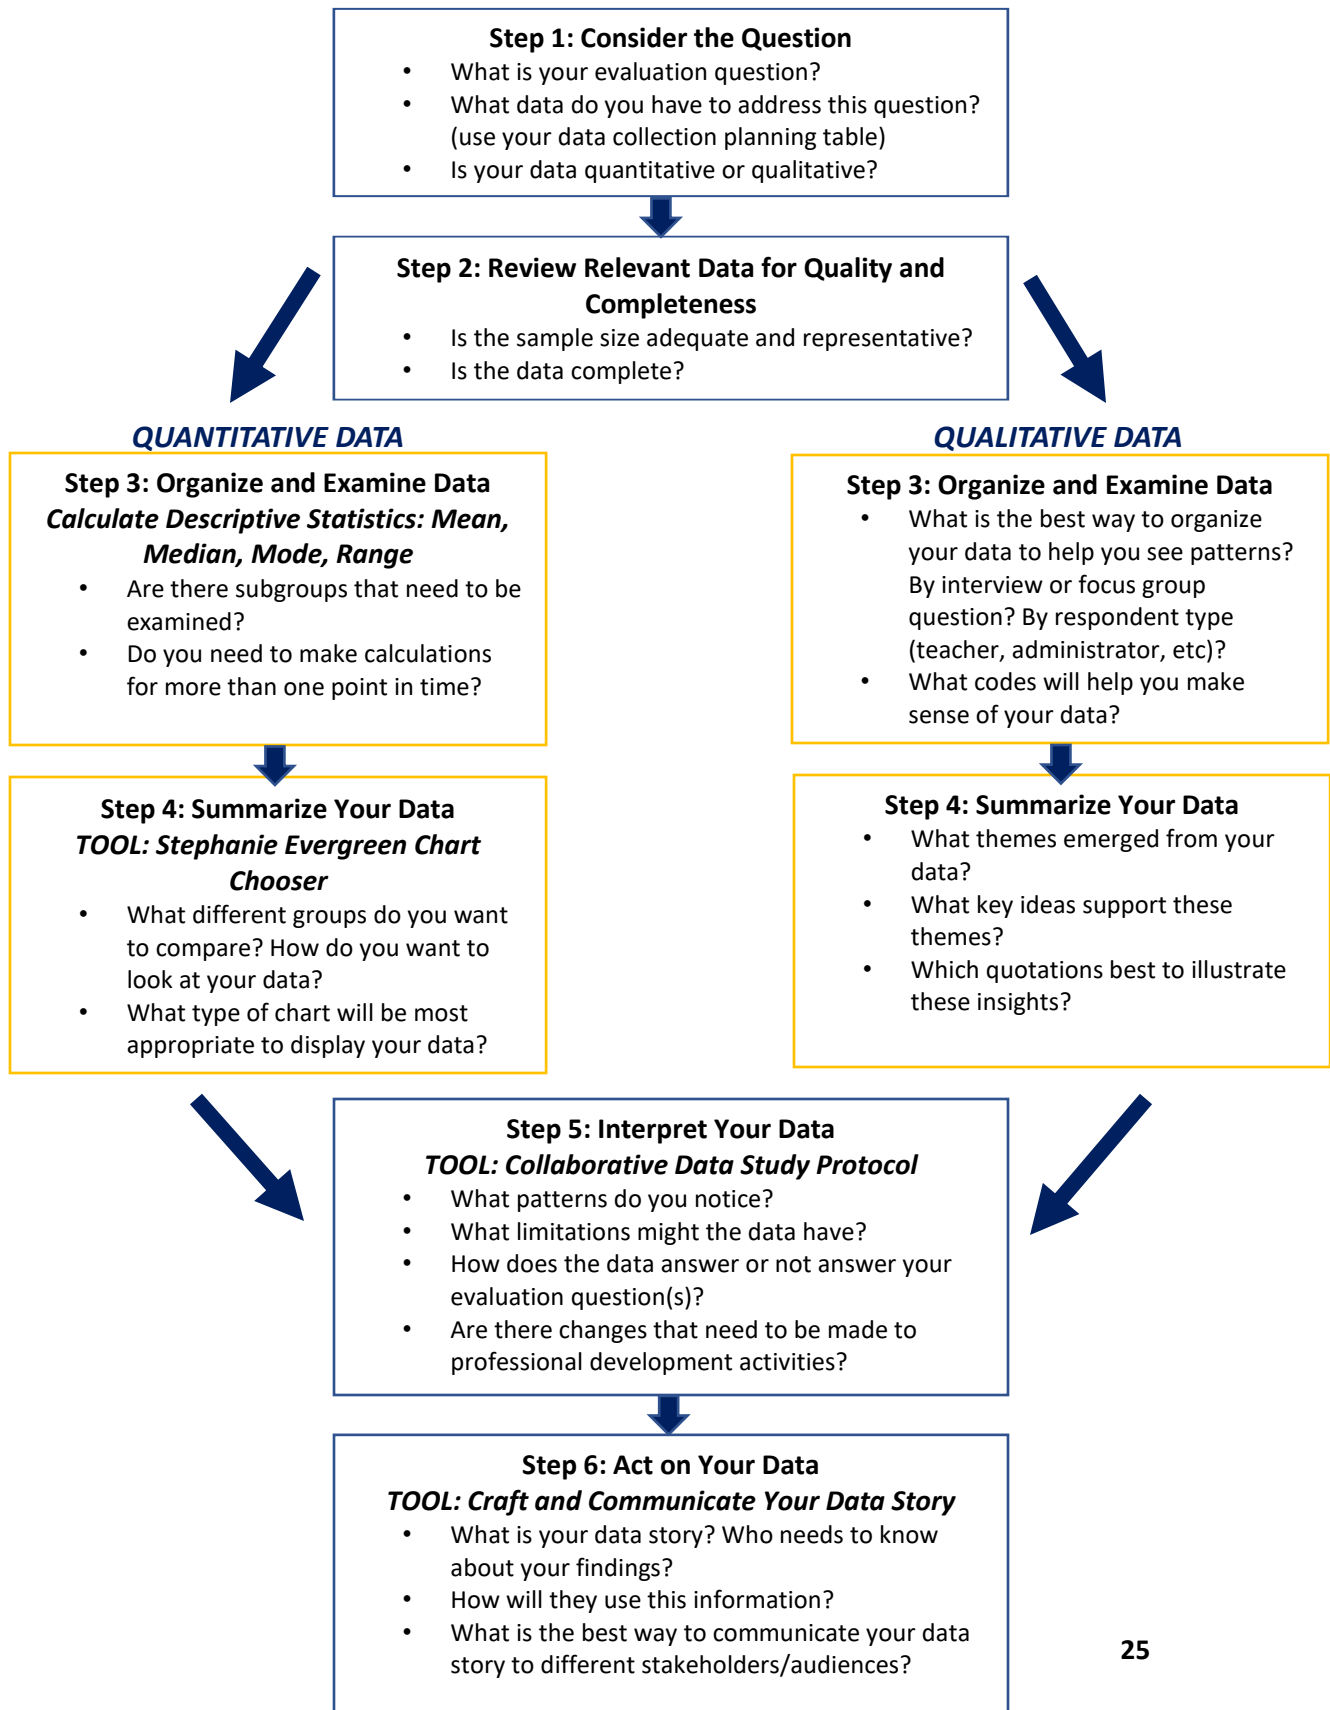 Step 1: Consider the Question
• What is your evaluation question?
• What data do you have to address this question?
(use your data collection planning table)
• Is your data quantitative or qualitative?
Step 2: Review Relevant Data for Quality and
Completeness
• Is the sample size adequate and representative?
• Is the data complete?
QUANTITATIVE DATA
Step 3: Organize and Examine Data
Calculate Descriptive Statistics: Mean,
Median, Mode, Range
• Are there subgroups that need to be
examined?
• Do you need to make calculations
for more than one point in time?
Step 4: Summarize Your Data
TOOL: Stephanie Evergreen Chart
Chooser
• What different groups do you want
to compare? How do you want to
look at your data?
• What type of chart will be most
appropriate to display your data?
QUALITATIVE DATA
Step 3: Organize and Examine Data
• What is the best way to organize
your data to help you see patterns?
By interview or focus group
question? By respondent type
(teacher, administrator, etc)?
• What codes will help you make
sense of your data?
Step 4: Summarize Your Data
• What themes emerged from your
data?
• What key ideas support these
themes?
• Which quotations best to illustrate
these insights?
Step 5: Interpret Your Data
TOOL: Collaborative Data Study Protocol
• What patterns do you notice?
• What limitations might the data have?
• How does the data answer or not answer your
evaluation question(s)?
• Are there changes that need to be made to
professional development activities?
Step 6: Act on Your Data
TOOL: Craft and Communicate Your Data Story
• What is your data story? Who needs to know
about your findings?
• How will they use this information?
• What is the best way to communicate your data
story to different stakeholders/audiences?
25